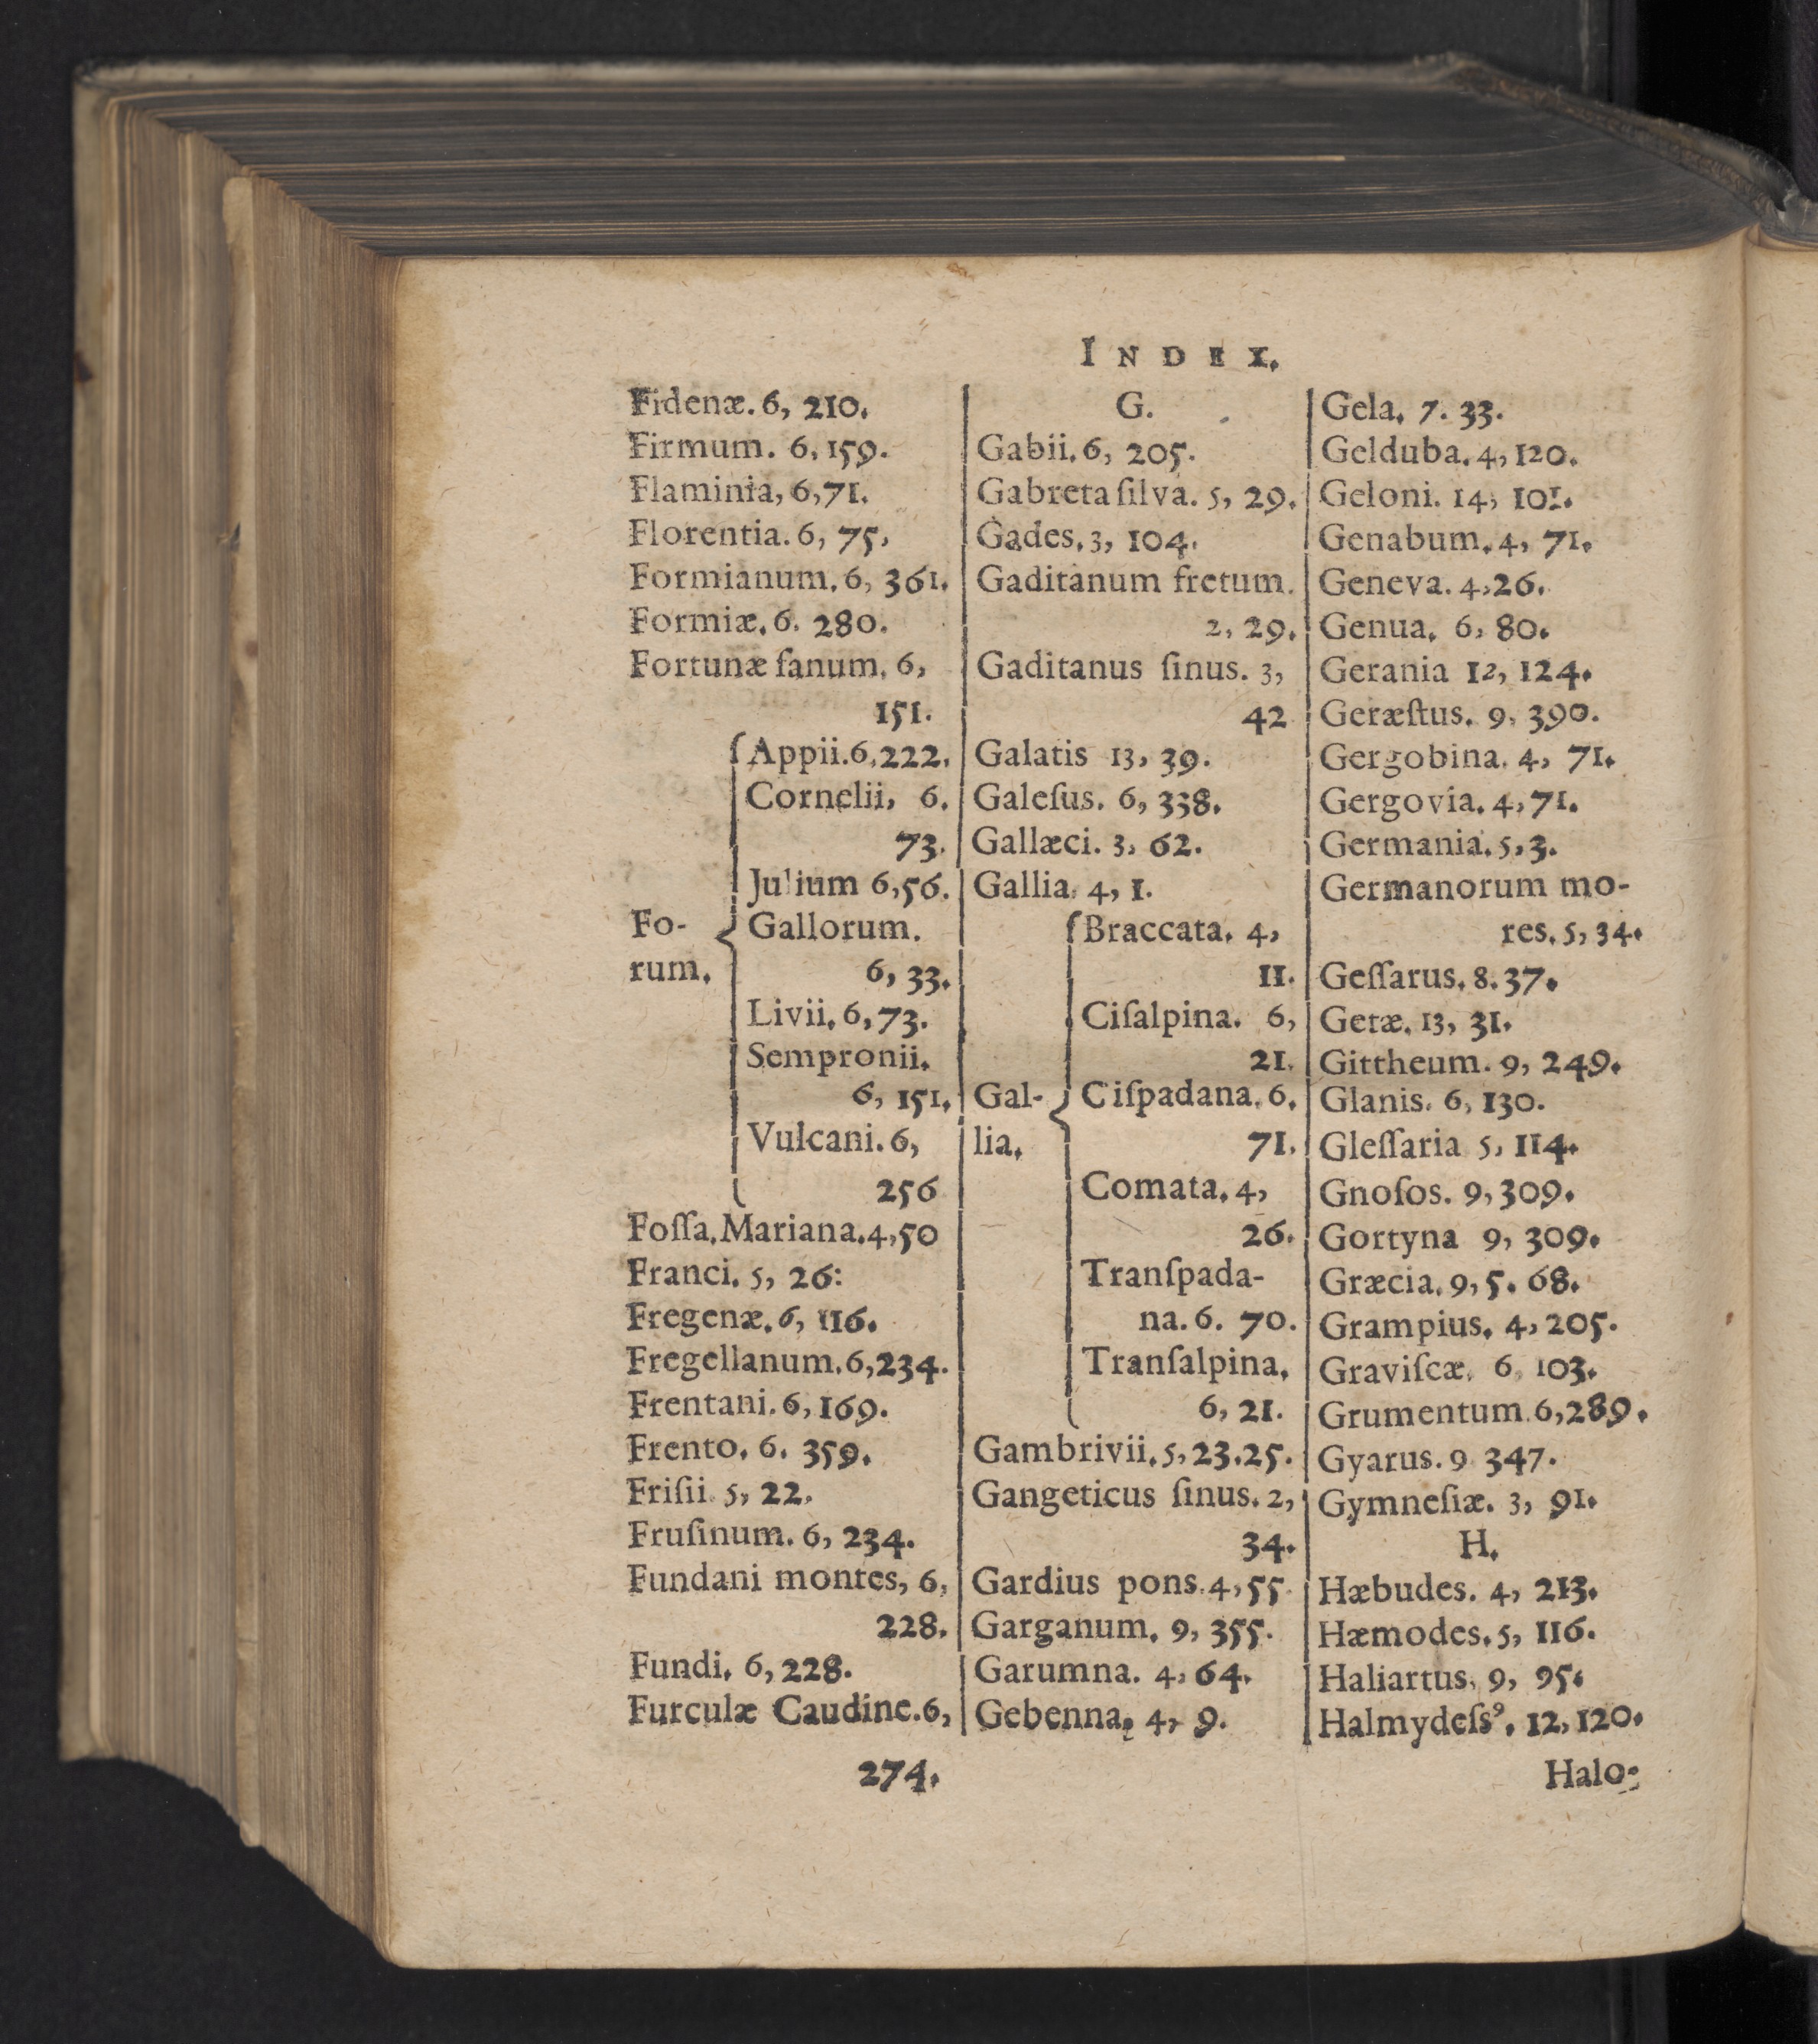 INDEX.
Fidenæ. 6, 210.
Firmum. 6, 159.
Flaminia, 6,71.
Florentia. 6, 75.
Formianum. 6, 361.
Formiæ. 6. 280.
Fortunæ fanum. 6,
151.
Appii.6,222.
Cornelii, 6.
73.
Julium 6,56.
Fo- Gallorum.
rum. 6, 33.
Livii. 6, 73.
Sempronii.
6, 151.
Vulcani. 6,
256
Foſſa. Mariana.4,50
Franci. 5, 26:
Fregenæ. 6, 116.
Fregellanum.6,234.
Frentani. 6, 169.
Frento. 6. 359.
Friſii. 5, 22.
Fruſinum. 6, 234.
Fundani montes, 6,
228.
Fundi. 6, 228.
Furculæ Caudine.6,
274.
G.
Gabii. 6, 205.
Gabreta ſilva. 5, 29.
Gades. 3, 104.
Gaditanum fretum.
2, 29.
Gaditanus ſinus. 3,
42
Galatis 13, 39.
Galeſus. 6, 338.
Gallæci. 3, 62.
Gallia. 4, 1.
Braccata. 4,
11.
Ciſalpina. 6,
21.
Gal- Ciſpadana. 6.
lia. 71.
Comata. 4,
26.
Tranſpada-
na. 6. 70.
Tranſalpina.
6, 21.
Gambrivii. 5, 23.25.
Gangeticus ſinus. 2,
34.
Gardius pons. 4, 55.
Garganum. 9, 355.
Garumna. 4, 64.
Gebennę. 4, 9.
Gela. 7. 33.
Gelduba. 4, 120.
Geloni. 14, 101.
Genabum. 4, 71.
Geneva. 4,26.
Genua. 6, 80.
Gerania 12, 124.
Geræſtus. 9, 390.
Gergobina. 4, 71.
Gergovia. 4, 71.
Germania. 5, 3.
Germanorum mo-
res. 5, 34.
Geſſarus. 8. 37.
Getæ. 13, 31.
Gittheum. 9, 249.
Glanis. 6, 130.
Gleſſaria 5, 114.
Gnoſos. 9, 309.
Gortyna 9, 309.
Græcia. 9, 5. 68.
Grampius. 4, 205.
Graviſcæ. 6, 103.
Grumentum.6,289.
Gyarus. 9 347.
Gymneſiæ. 3, 91.
H.
Hæbudes. 4, 213.
Hæmodes. 5, 116.
Haliartus. 9, 95.
Halmydeſsꝰ. 12, 120.
Halo-